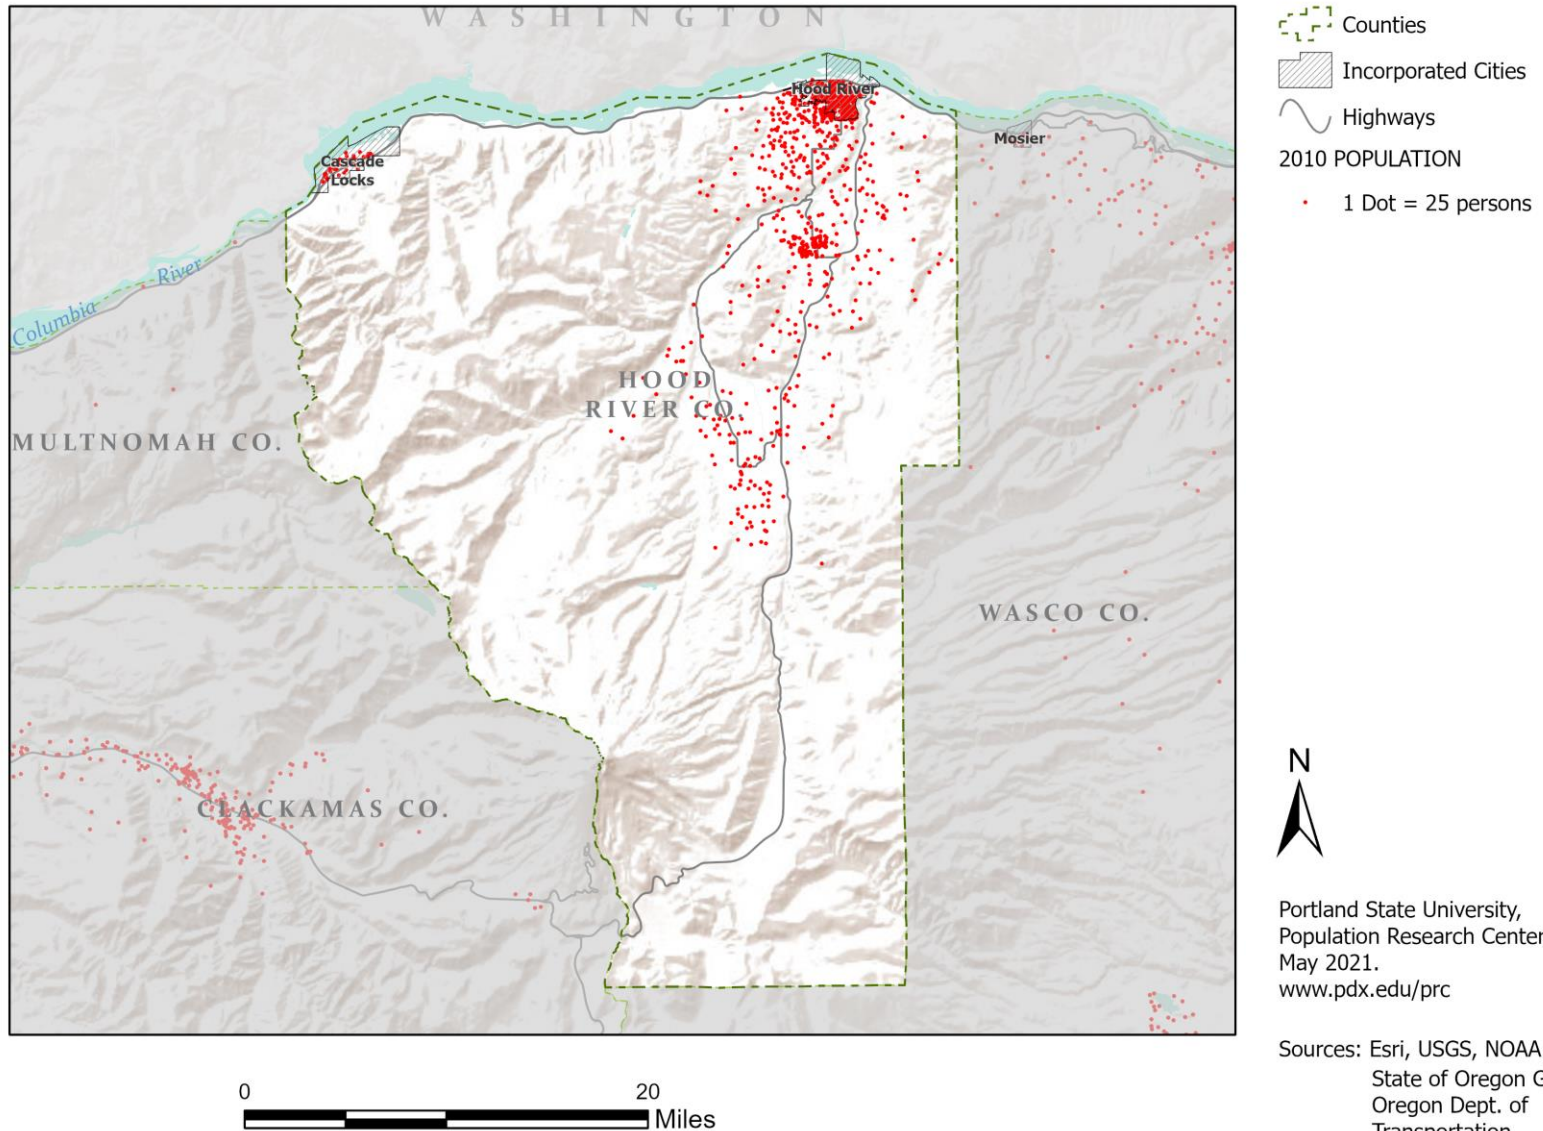 WASHINGTON
Hood River
Mosier
Cascade
Locks
Columbia River
HOOD
RIVER CO.
MULTNOMAH CO.
WASCO CO.
CLACKAMAS CO.
0 20
Miles
Counties
Incorporated Cities
Highways
2010 POPULATION
1 Dot = 25 persons
N
Portland State University,
Population Research Center
May 2021.
www.pdx.edu/prc
Sources: Esri, USGS, NOAA
State of Oregon G
Oregon Dept. of
Transportation